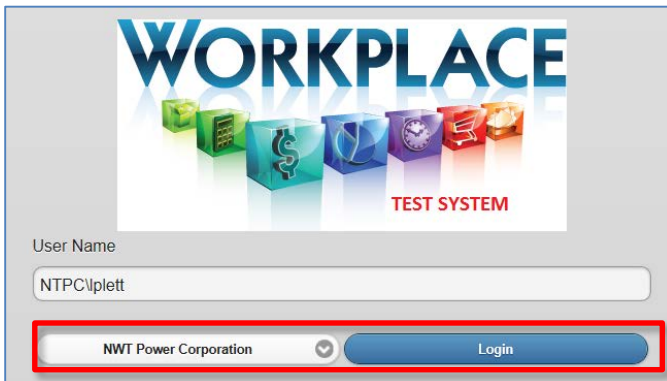 WORKPLACE
TEST SYSTEM
User Name
NTPC\lplett
NWT Power Corporation Login